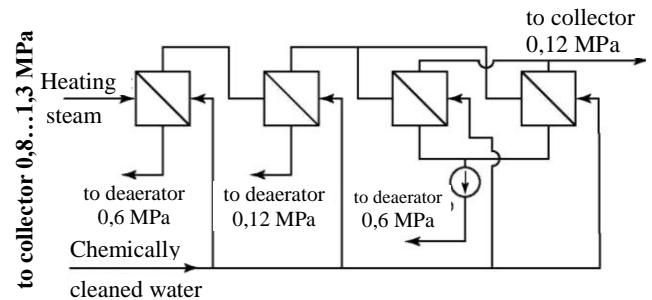 to collector 0,8...1,3 MPa
Heating
steam
to collector
0,12 MPa
to deaerator
0,6 MPa
to deaerator
0,12 MPa
to deaerator
0,6 MPa
Chemically
cleaned water